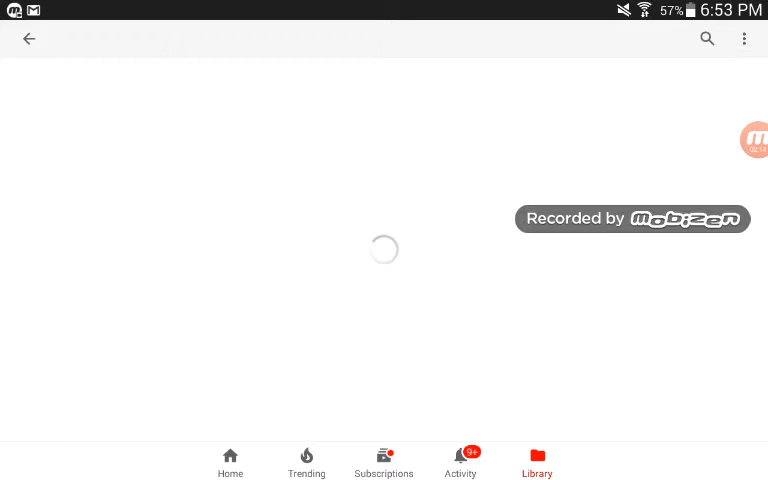 57% 6:53 PM
Recorded by mobizen
9+
Home Trending Subscriptions Activity Library